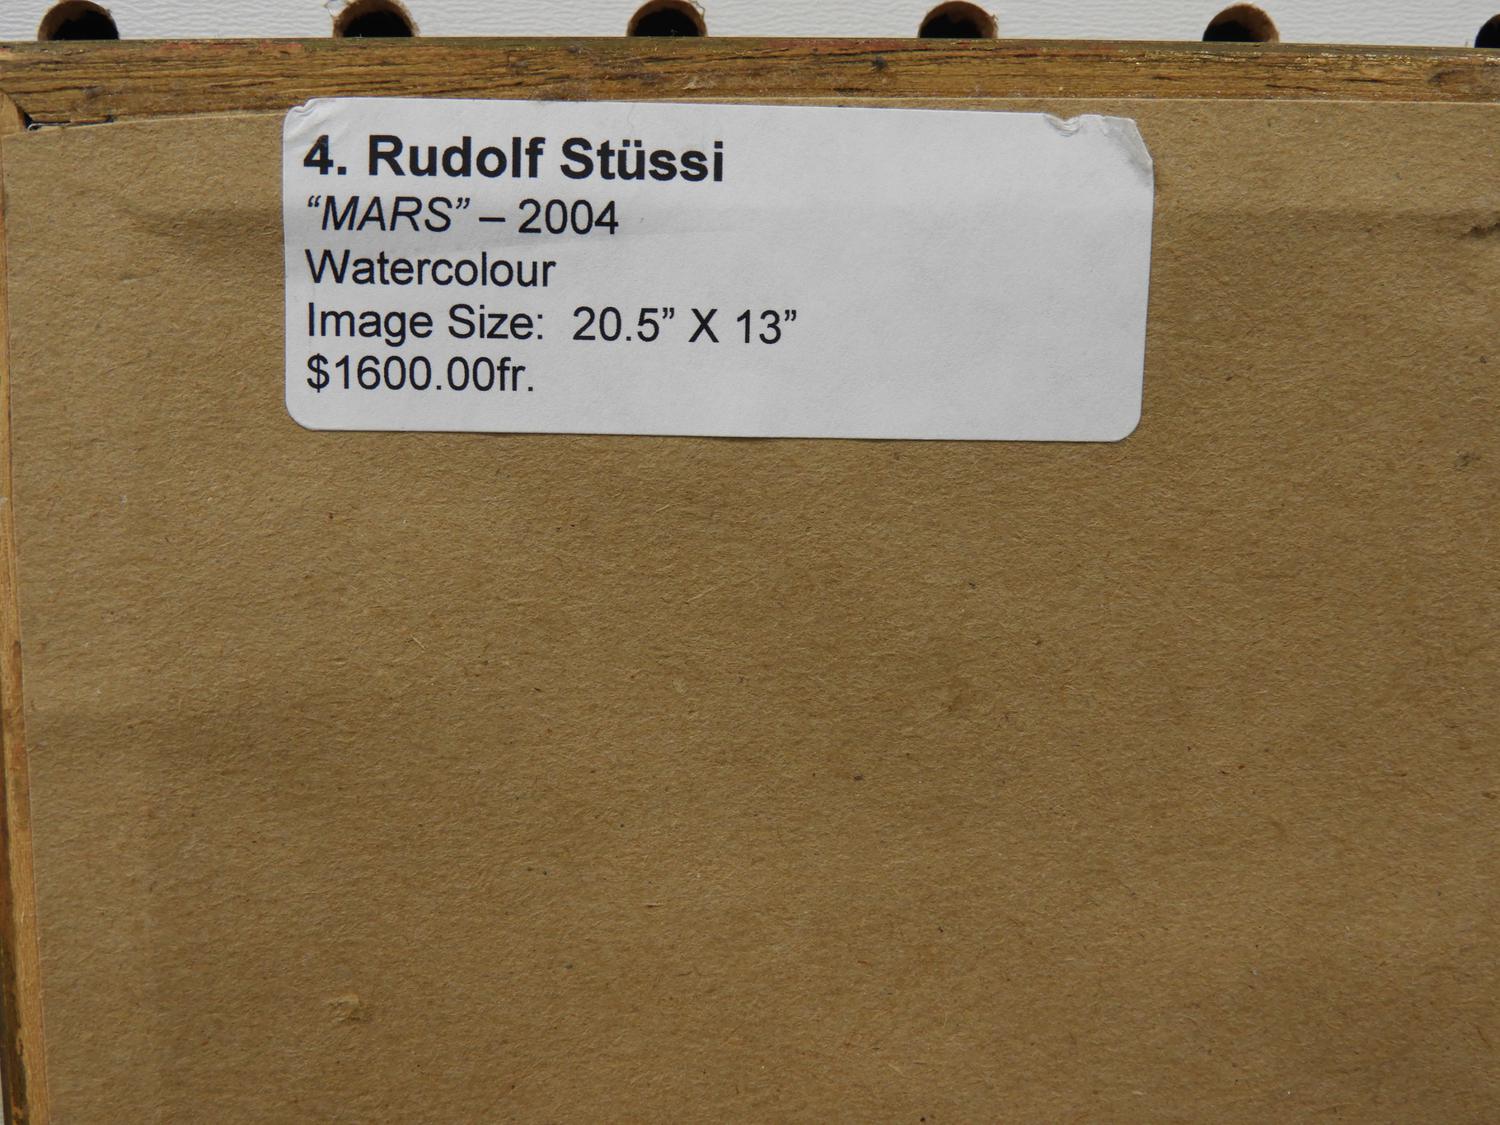 4. Rudolf Stüssi
“MARS” – 2004
Watercolour
Image Size:  20.5” X 13”
$1600.00fr.